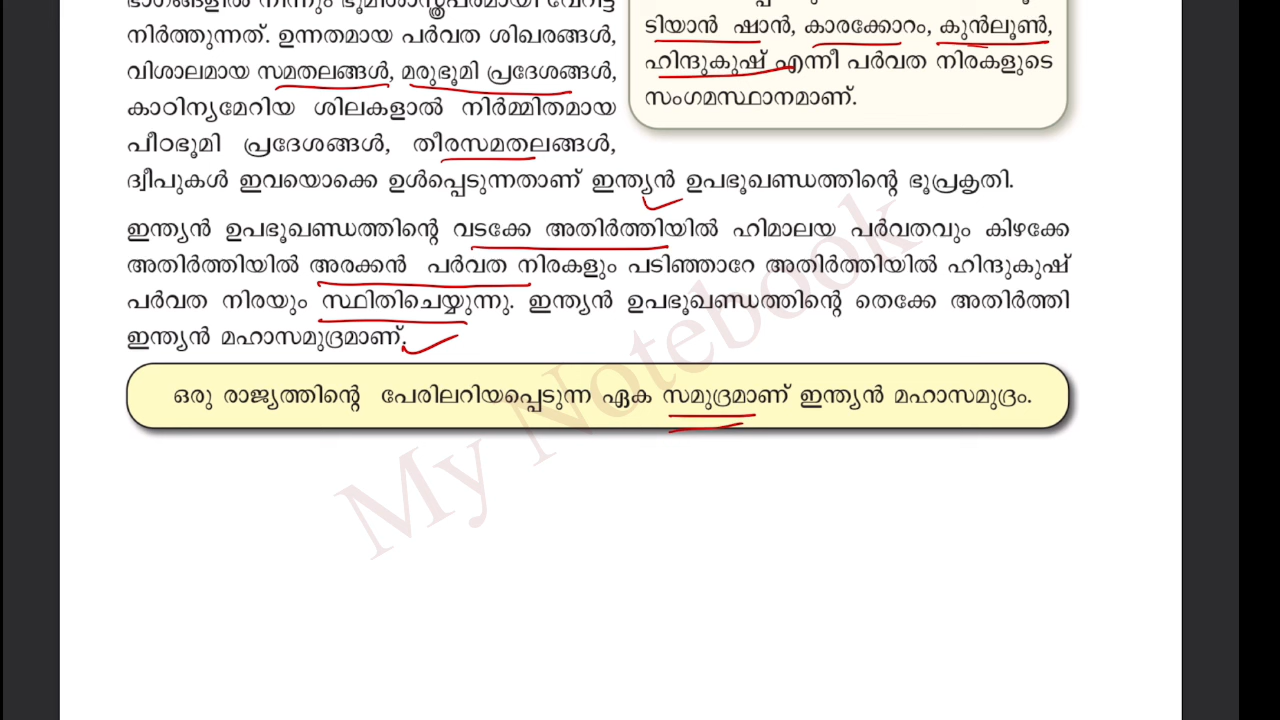 ഭാഗങ്ങളിൽ നിന്നും ഭൂമിശാസ്ത്രപരമായി വേറിട്ട്
നിർത്തുന്നത്. ഉന്നതമായ പർവത ശിഖരങ്ങൾ,
വിശാലമായ സമതലങ്ങൾ, മരുഭൂമി പ്രദേശങ്ങൾ,
കാഠിന്യമേറിയ ശിലകളാൽ നിർമ്മിതമായ
പീഠഭൂമി പ്രദേശങ്ങൾ, തീരസമതലങ്ങൾ,
ദ്വീപുകൾ ഇവയൊക്കെ ഉൾപ്പെടുന്നതാണ് ഇന്ത്യൻ ഉപഭൂഖണ്ഡത്തിന്റെ ഭൂപ്രകൃതി.
ടിയാൻ ഷാൻ, കാരക്കോറം, കുൻലൂൺ,
ഹിന്ദുകുഷ് എന്നീ പർവത നിരകളുടെ
സംഗമസ്ഥാനമാണ്.
ഇന്ത്യൻ ഉപഭൂഖണ്ഡത്തിന്റെ വടക്കേ അതിർത്തിയിൽ ഹിമാലയ പർവതവും കിഴക്കേ
അതിർത്തിയിൽ അരക്കൻ പർവത നിരകളും പടിഞ്ഞാറേ അതിർത്തിയിൽ ഹിന്ദുകുഷ്
പർവത നിരയും സ്ഥിതിചെയ്യുന്നു. ഇന്ത്യൻ ഉപഭൂഖണ്ഡത്തിന്റെ തെക്കേ അതിർത്തി
ഇന്ത്യൻ മഹാസമുദ്രമാണ്.
ഒരു രാജ്യത്തിന്റെ പേരിലറിയപ്പെടുന്ന ഏക സമുദ്രമാണ് ഇന്ത്യൻ മഹാസമുദ്രം.
My Notebook